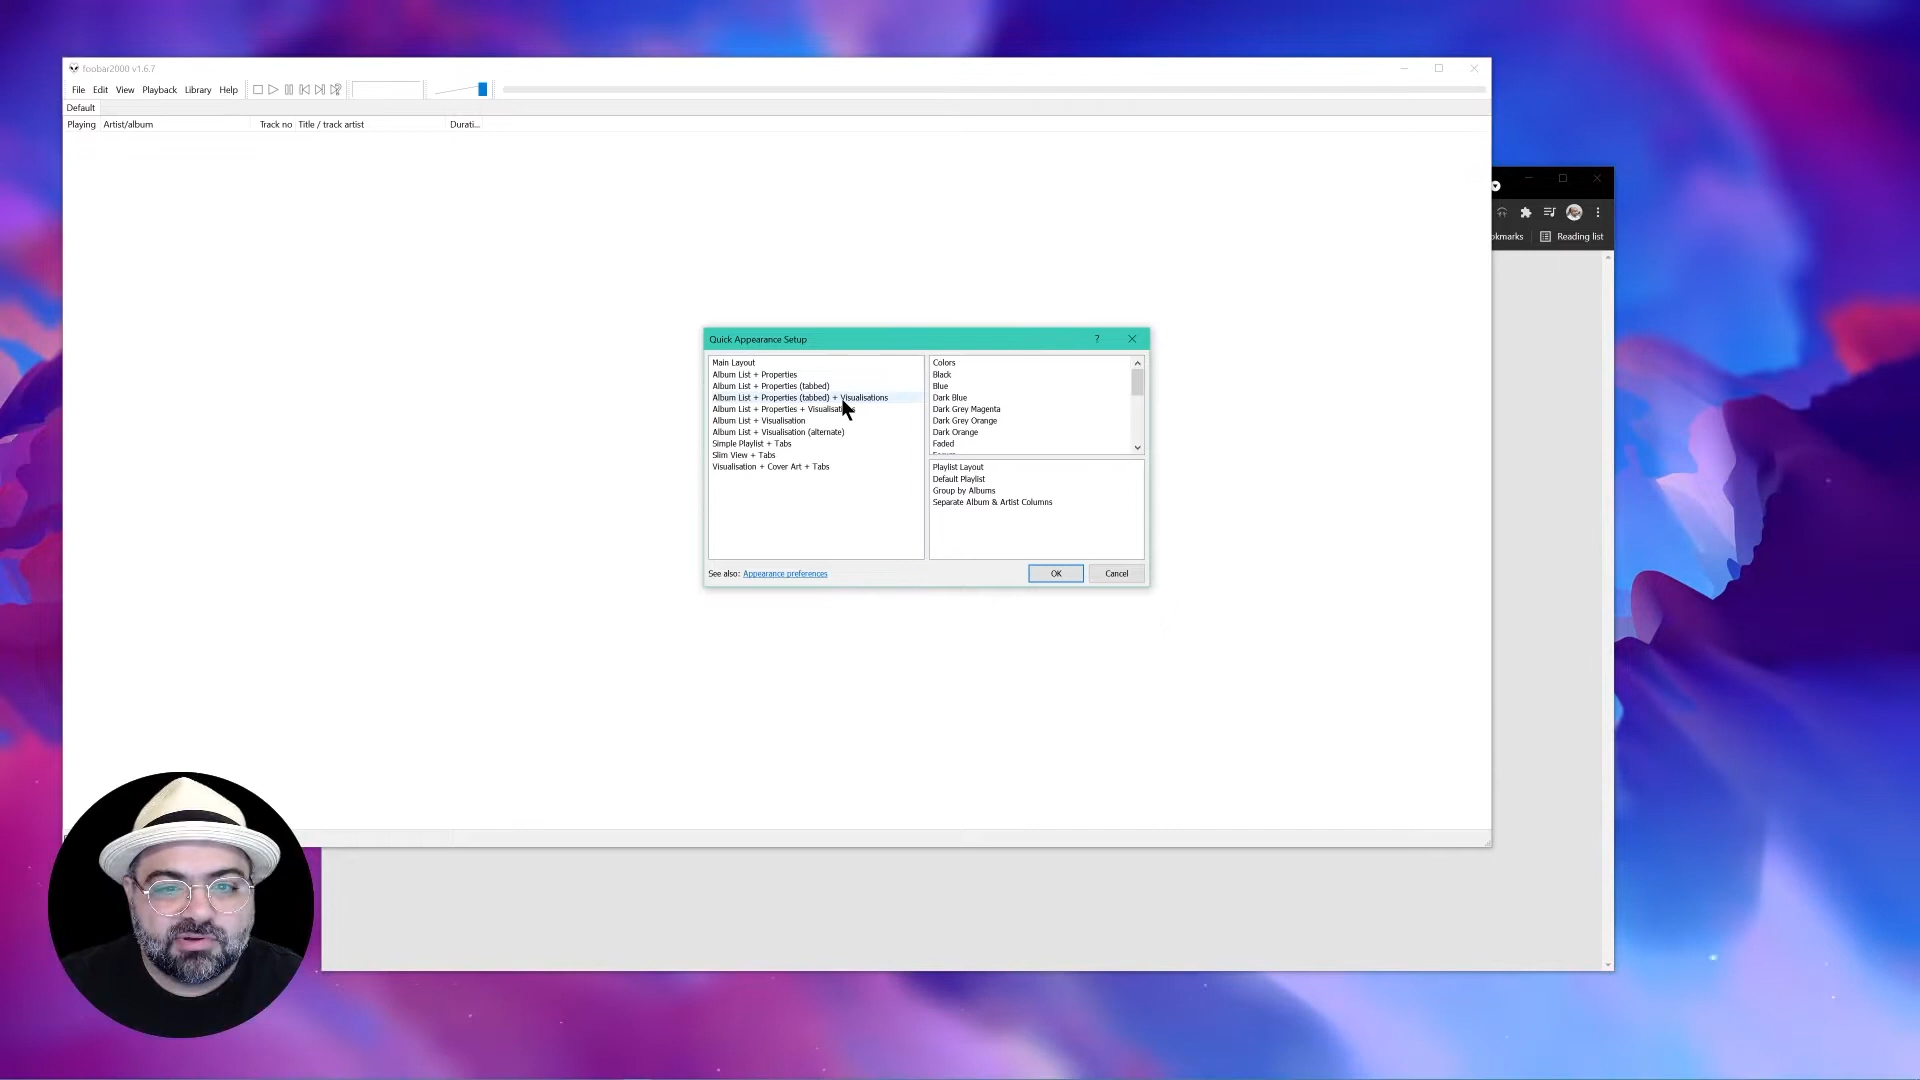 foobar2000 v1.6.7
File Edit View Playback Library Help
Default
Playing Artist/album Track no Title / track artist Durati...
Reading list
Quick Appearance Setup
Main Layout
Album List + Properties
Album List + Properties (tabbed)
Album List + Properties (tabbed) + Visualisations
Album List + Properties + Visualisations
Album List + Visualisation
Album List + Visualisation (alternate)
Simple Playlist + Tabs
Slim View + Tabs
Visualisation + Cover Art + Tabs
Colors
Black
Blue
Dark Blue
Dark Grey Magenta
Dark Grey Orange
Dark Orange
Faded
Playlist Layout
Default Playlist
Group by Albums
Separate Album & Artist Columns
See also: Appearance preferences
OK
Cancel